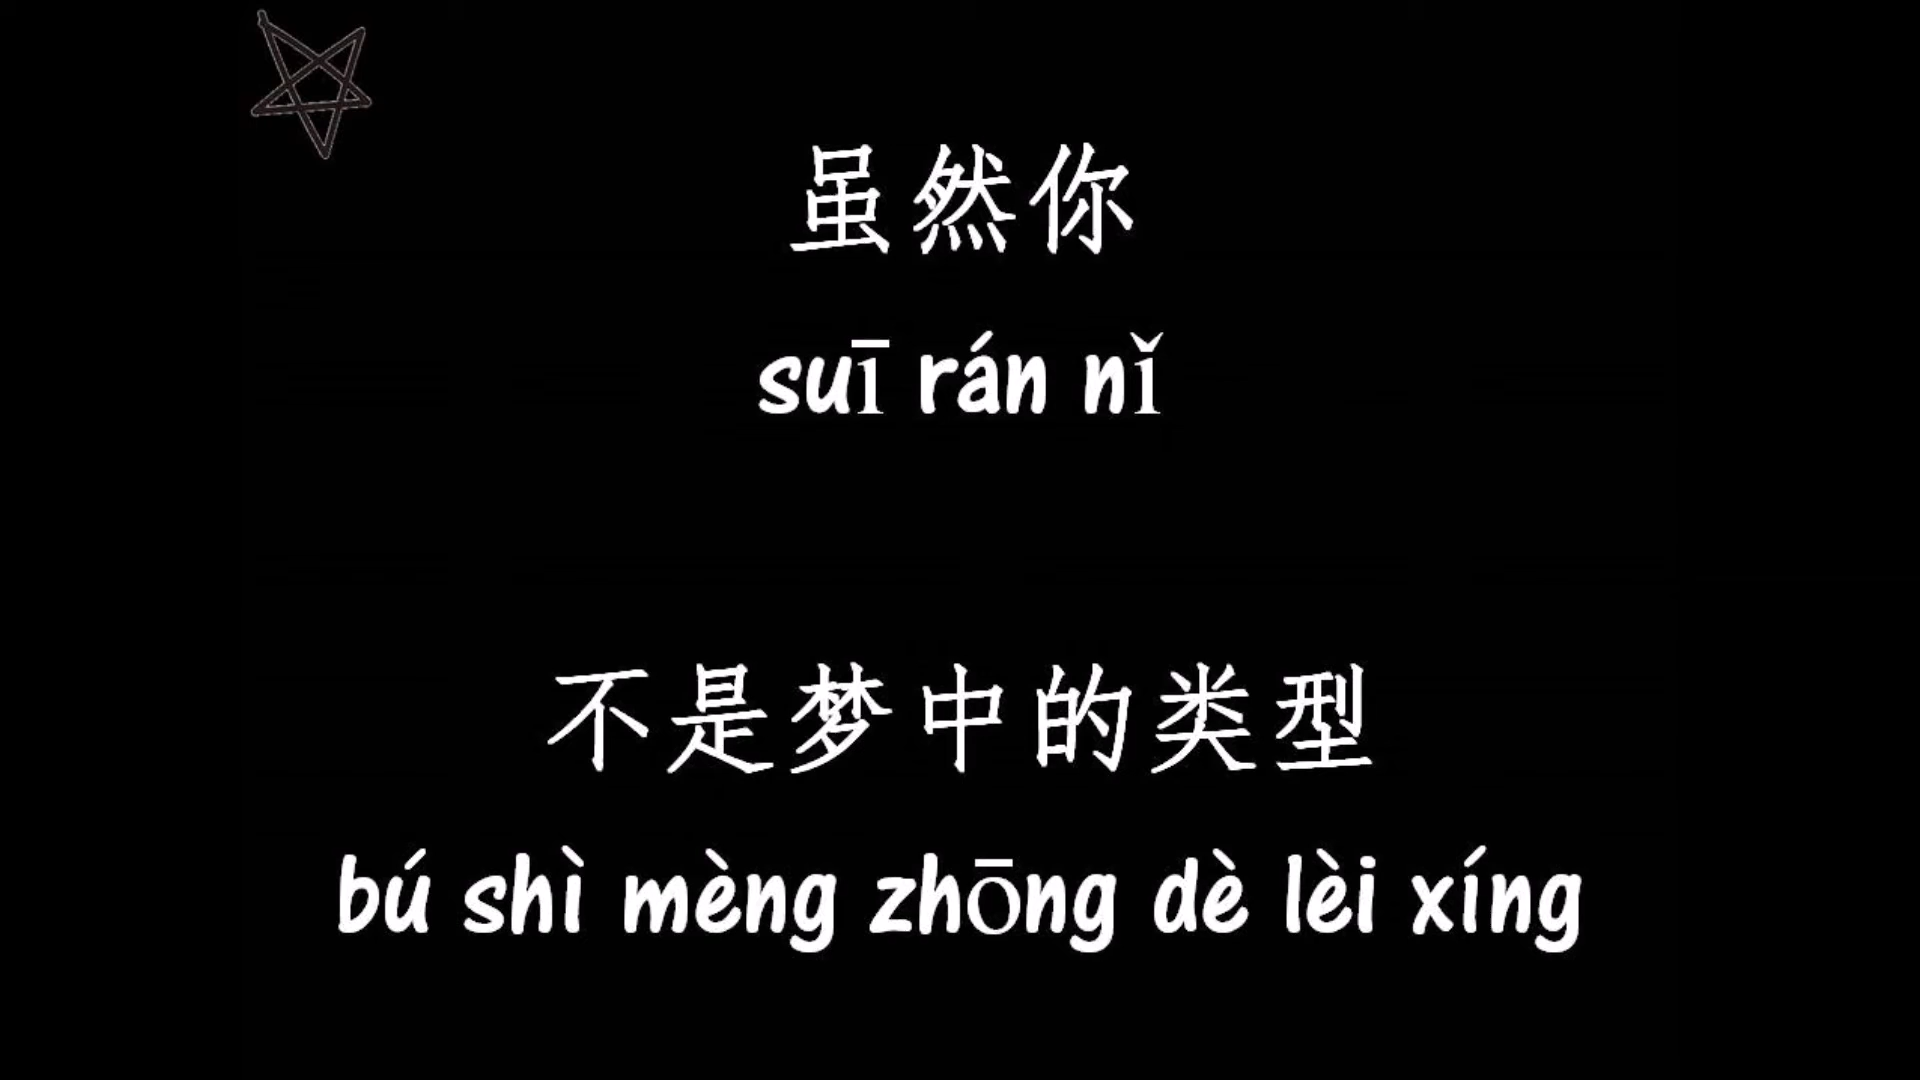 虽然你
suī rán nǐ
不是梦中的类型
bú shì mèng zhōng dè lèi xíng